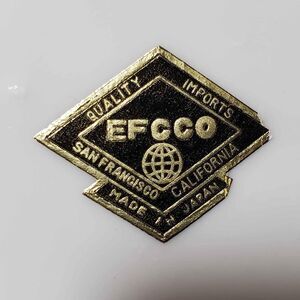 QUALITY IMPORTS
EFCCO
SAN FRANCISCO CALIFORNIA
MADE IN JAPAN